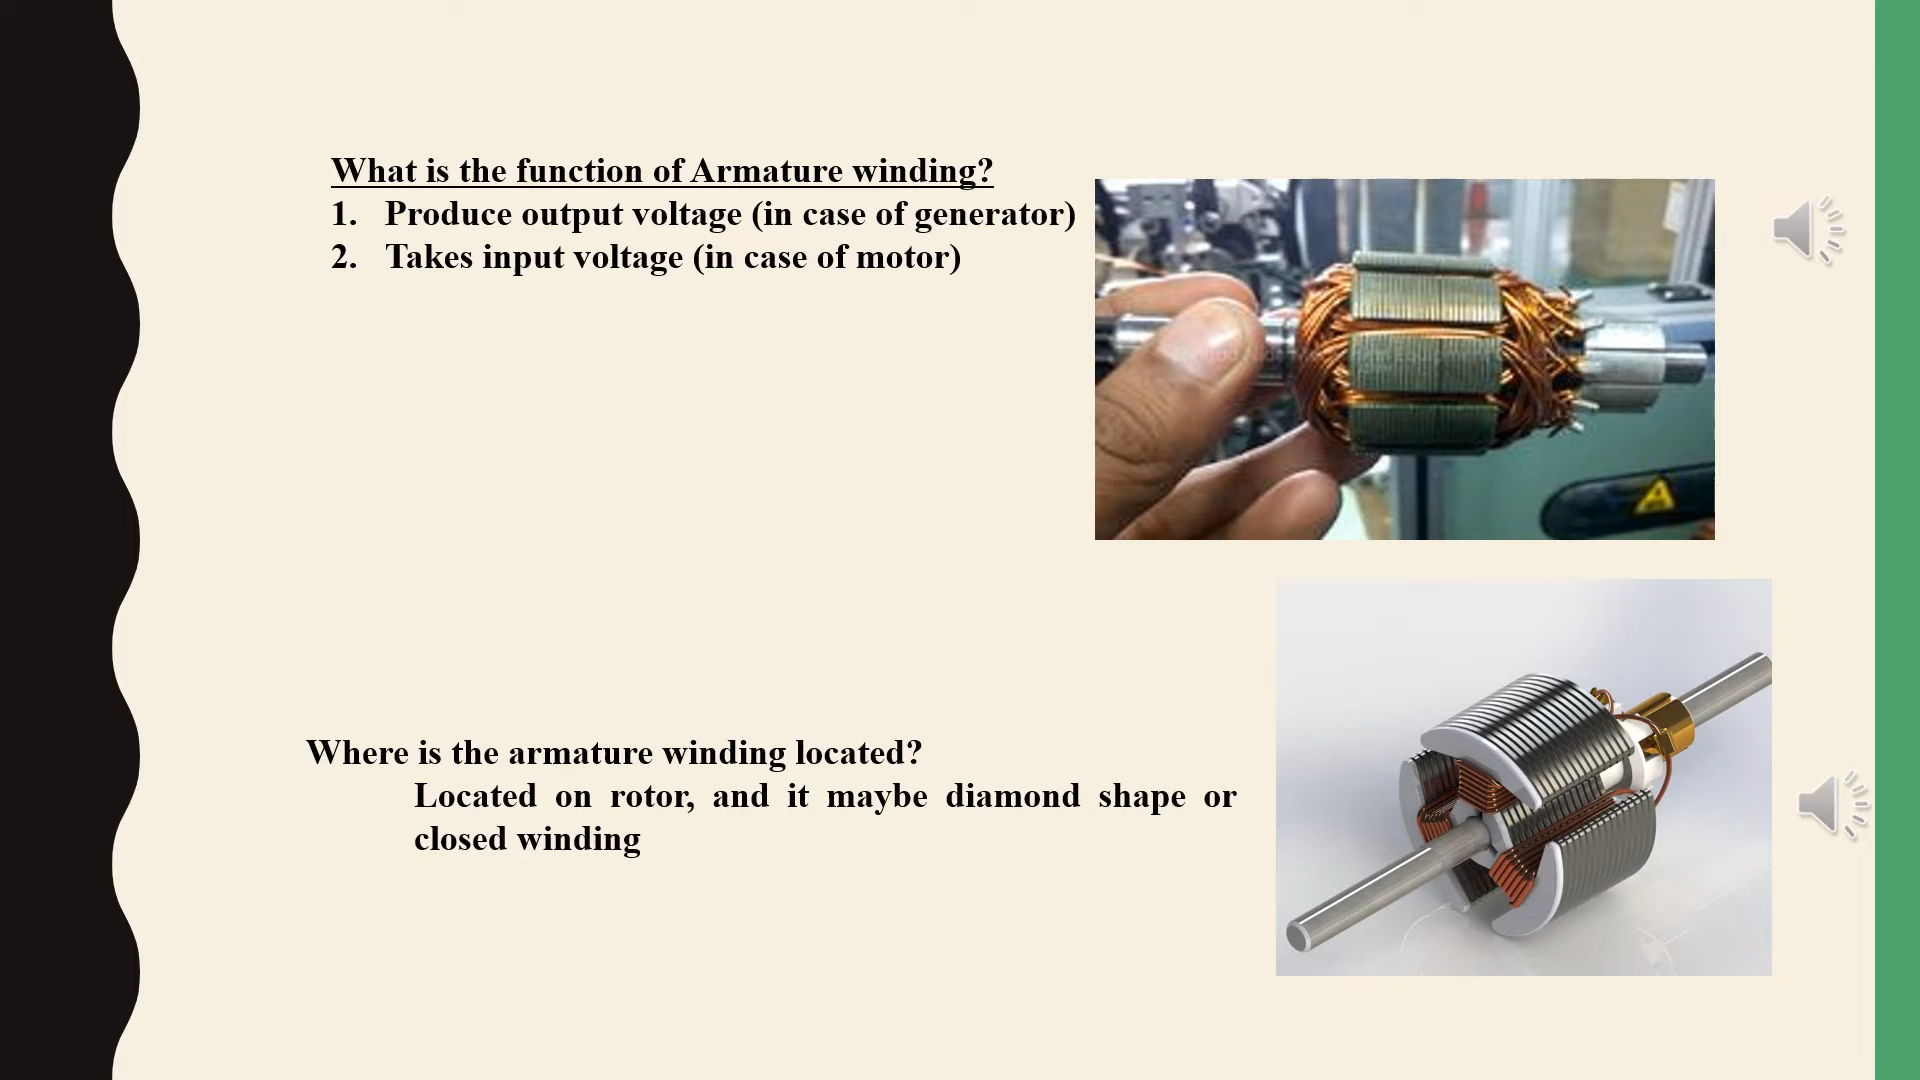 What is the function of Armature winding?
1. Produce output voltage (in case of generator)
2. Takes input voltage (in case of motor)
Where is the armature winding located?
Located on rotor, and it maybe diamond shape or
closed winding